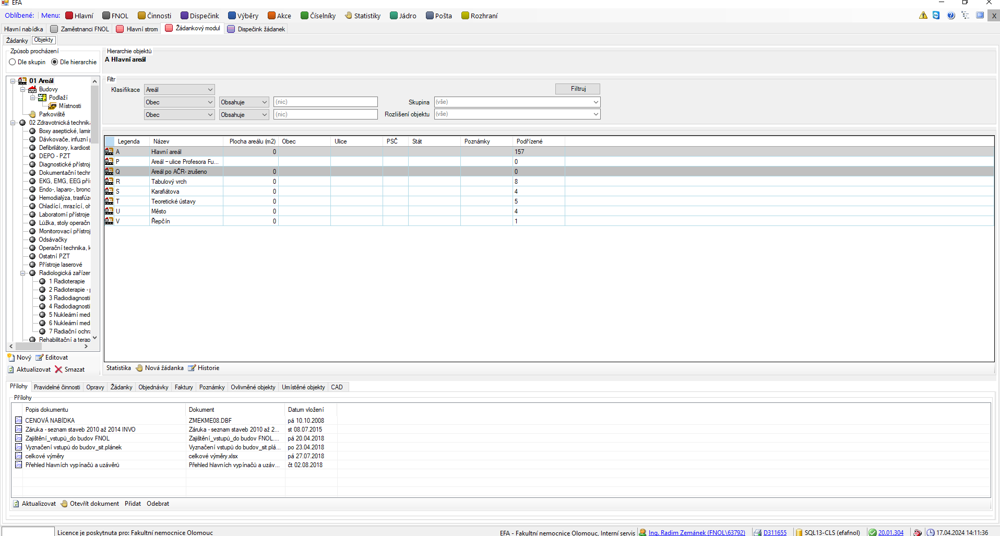 EFA
Oblíbené: Menu: Hlavní FNOL Činnosti Dispečink Výběry Akce Číselníky Statistiky Jádro Pošta Rozhraní X
Hlavní nabídka Zaměstnanci FNOL Hlavní strom Žádankový modul Dispečink žádanek
Žádanky Objekty
Způsob procházení
Dle skupin Dle hierarchie
Hierarchie objektů
A Hlavní areál
Filtr
Klasifikace Areál Filtruj
Obec Obsahuje (nic) Skupina (vše)
Obec Obsahuje (nic) Rozlišení objektu (vše)
01 Areál
Budovy
Podlaží
Místnosti
Parkoviště
02 Zdravotnická technika
Boxy aseptické, lamir
Dávkovače, infuzní p
Defibrilátory, kardiost
DEPO - PZT
Diagnostické přístroj
Dokumentační techr
EKG, EMG, EEG přís
Endo-, laparo-, bronc
Hemodialýza, trasfúze
Chladící, mrazící, oh
Laboratorní přístroje
Lúžka, stoly operačn
Monitorovací přístroj
Odsávačky
Operační technika, k
Ostatní PZT
Přístroje laserové
Radiologická zařízer
1 Radioterapie
2 Radioterapie - p
3 Radiodiagnosti
4 Radiodiagnosti
5 Nukleární med
6 Nukleární med
7 Radiační ochra
Rehabilitační a terap
Legenda Název Plocha areálu (m2) Obec Ulice PSČ Stát Poznámky Podřízené
A Hlavní areál 0 157
P Areál – ulice Profesora Fu... 0
Q Areál po AČR- zrušeno 0 0
R Tabulový vrch 0 8
S Karafiátova 0 4
T Teoretické ústavy 0 5
U Město 0 4
V Řepčín 0 1
Nový Editovat
Aktualizovat Smazat
Statistika Nová žádanka Historie
Přílohy Pravidelné činnosti Opravy Žádanky Objednávky Faktury Poznámky Ovlivněné objekty Umístěné objekty CAD
Přílohy
Popis dokumentu Dokument Datum vložení
CENOVÁ NABÍDKA ZMEKME08.DBF pá 10.10.2008
Záruka - seznam staveb 2010 až 2014 INVO Záruka - seznam staveb 2010 až 2... st 08.07.2015
Zajištění_vstupů_do budov FNOL Zajištění_vstupů_do budov FNOL.... pá 20.04.2018
Vyznačení vstupů do budov_sit.plánek Vyznačení vstupů do budov_sit.plá... po 23.04.2018
celkové výměry celkové výměry.xlsx pá 27.07.2018
Přehled hlavních vypínačů a uzávěrů Přehled hlavních vypínačů a uzáv... čt 02.08.2018
Aktualizovat Otevřít dokument Přidat Odebrat
Licence je poskytnuta pro: Fakultní nemocnice Olomouc EFA - Fakultní nemocnice Olomouc, Interní servis Ing. Radim Zemánek (FNOL\63792) D311655 SQL13-CLS (efafnol) 20.01.304 17.04.2024 14:11:36